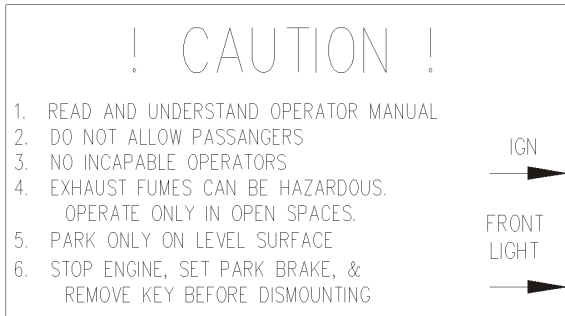 ! CAUTION !
1. READ AND UNDERSTAND OPERATOR MANUAL
2. DO NOT ALLOW PASSANGERS
3. NO INCAPABLE OPERATORS
4. EXHAUST FUMES CAN BE HAZARDOUS.
OPERATE ONLY IN OPEN SPACES.
5. PARK ONLY ON LEVEL SURFACE
6. STOP ENGINE, SET PARK BRAKE, &
REMOVE KEY BEFORE DISMOUNTING
IGN
FRONT
LIGHT